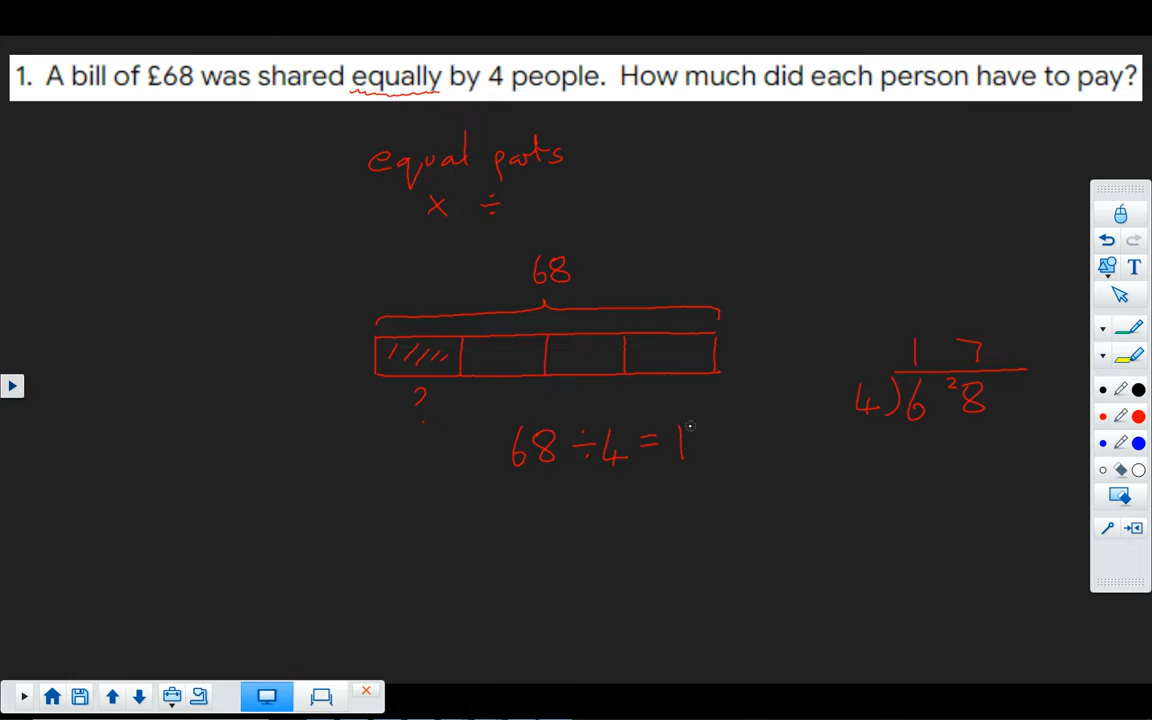 1. A bill of £68 was shared equally by 4 people. How much did each person have to pay?
equal parts
× ÷
68
?
68 ÷ 4 = 1
1 7
4)6 ²8
T